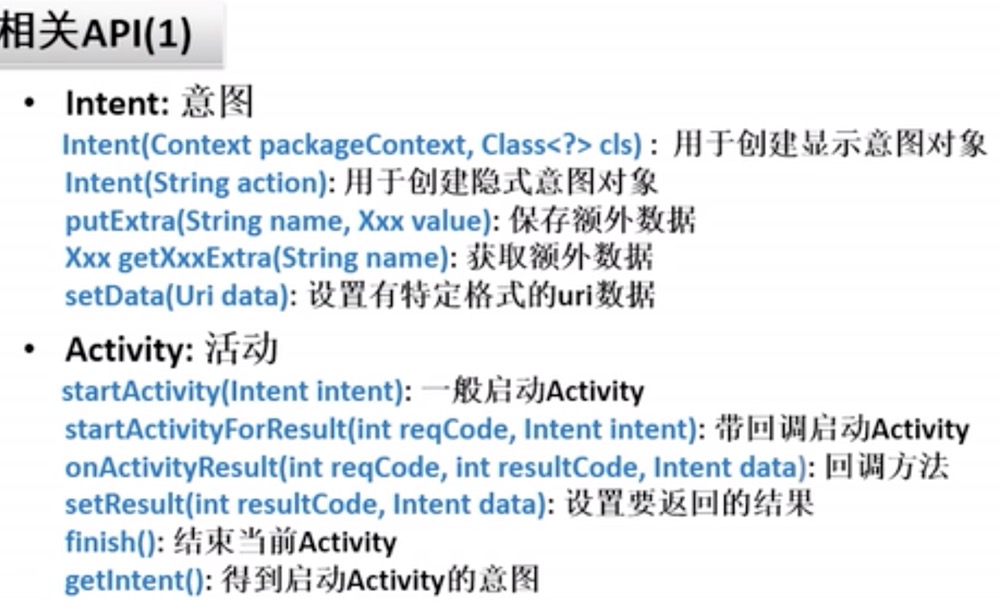 相关API(1)
• Intent: 意图
Intent(Context packageContext, Class<?> cls) : 用于创建显示意图对象
Intent(String action): 用于创建隐式意图对象
putExtra(String name, Xxx value): 保存额外数据
Xxx getXxxExtra(String name): 获取额外数据
setData(Uri data): 设置有特定格式的uri数据
• Activity: 活动
startActivity(Intent intent): 一般启动Activity
startActivityForResult(int reqCode, Intent intent): 带回调启动Activity
onActivityResult(int reqCode, int resultCode, Intent data): 回调方法
setResult(int resultCode, Intent data): 设置要返回的结果
finish(): 结束当前Activity
getIntent(): 得到启动Activity的意图